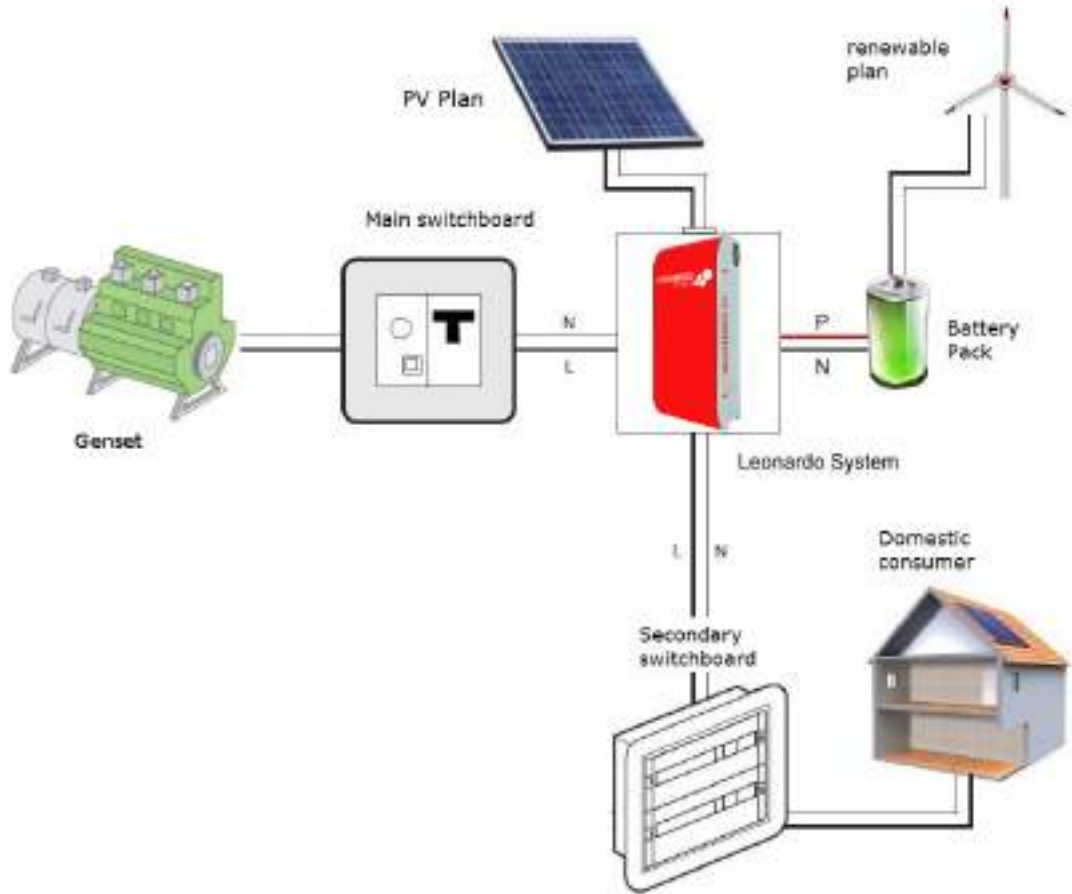 renewable
plan
PV Plan
Main switchboard
N
L
P
N
Battery
Pack
Genset
Leonardo System
L
N
Domestic
consumer
Secondary
switchboard